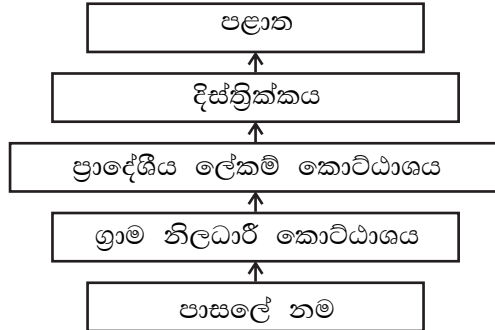 පළාත
දිස්ත්‍රික්කය
ප්‍රාදේශීය ලේකම් කොට්ඨාශය
ග්‍රාම නිලධාරී කොට්ඨාශය
පාසලේ නම